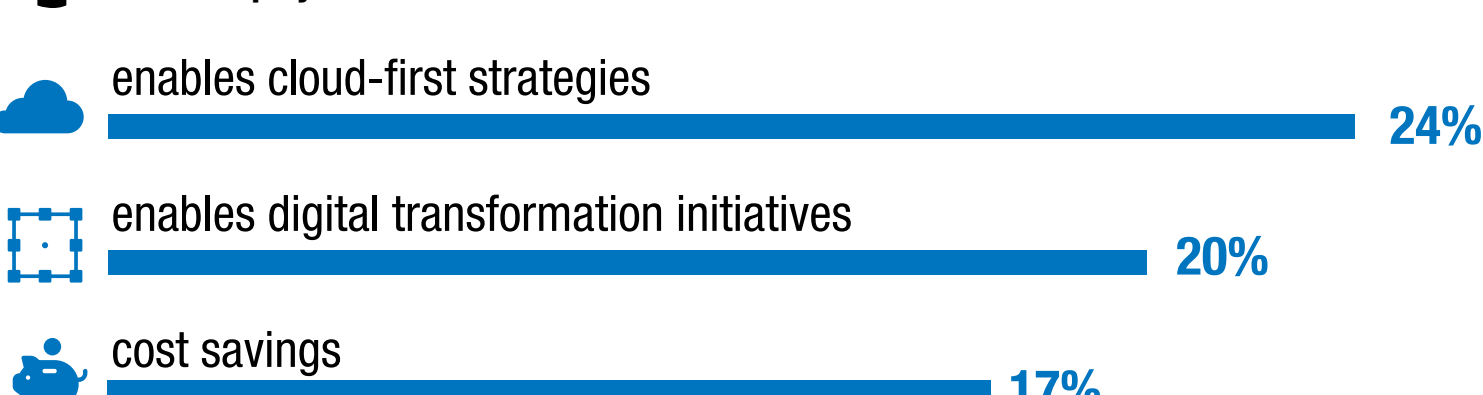 enables cloud-first strategies
24%
enables digital transformation initiatives
20%
cost savings
17%